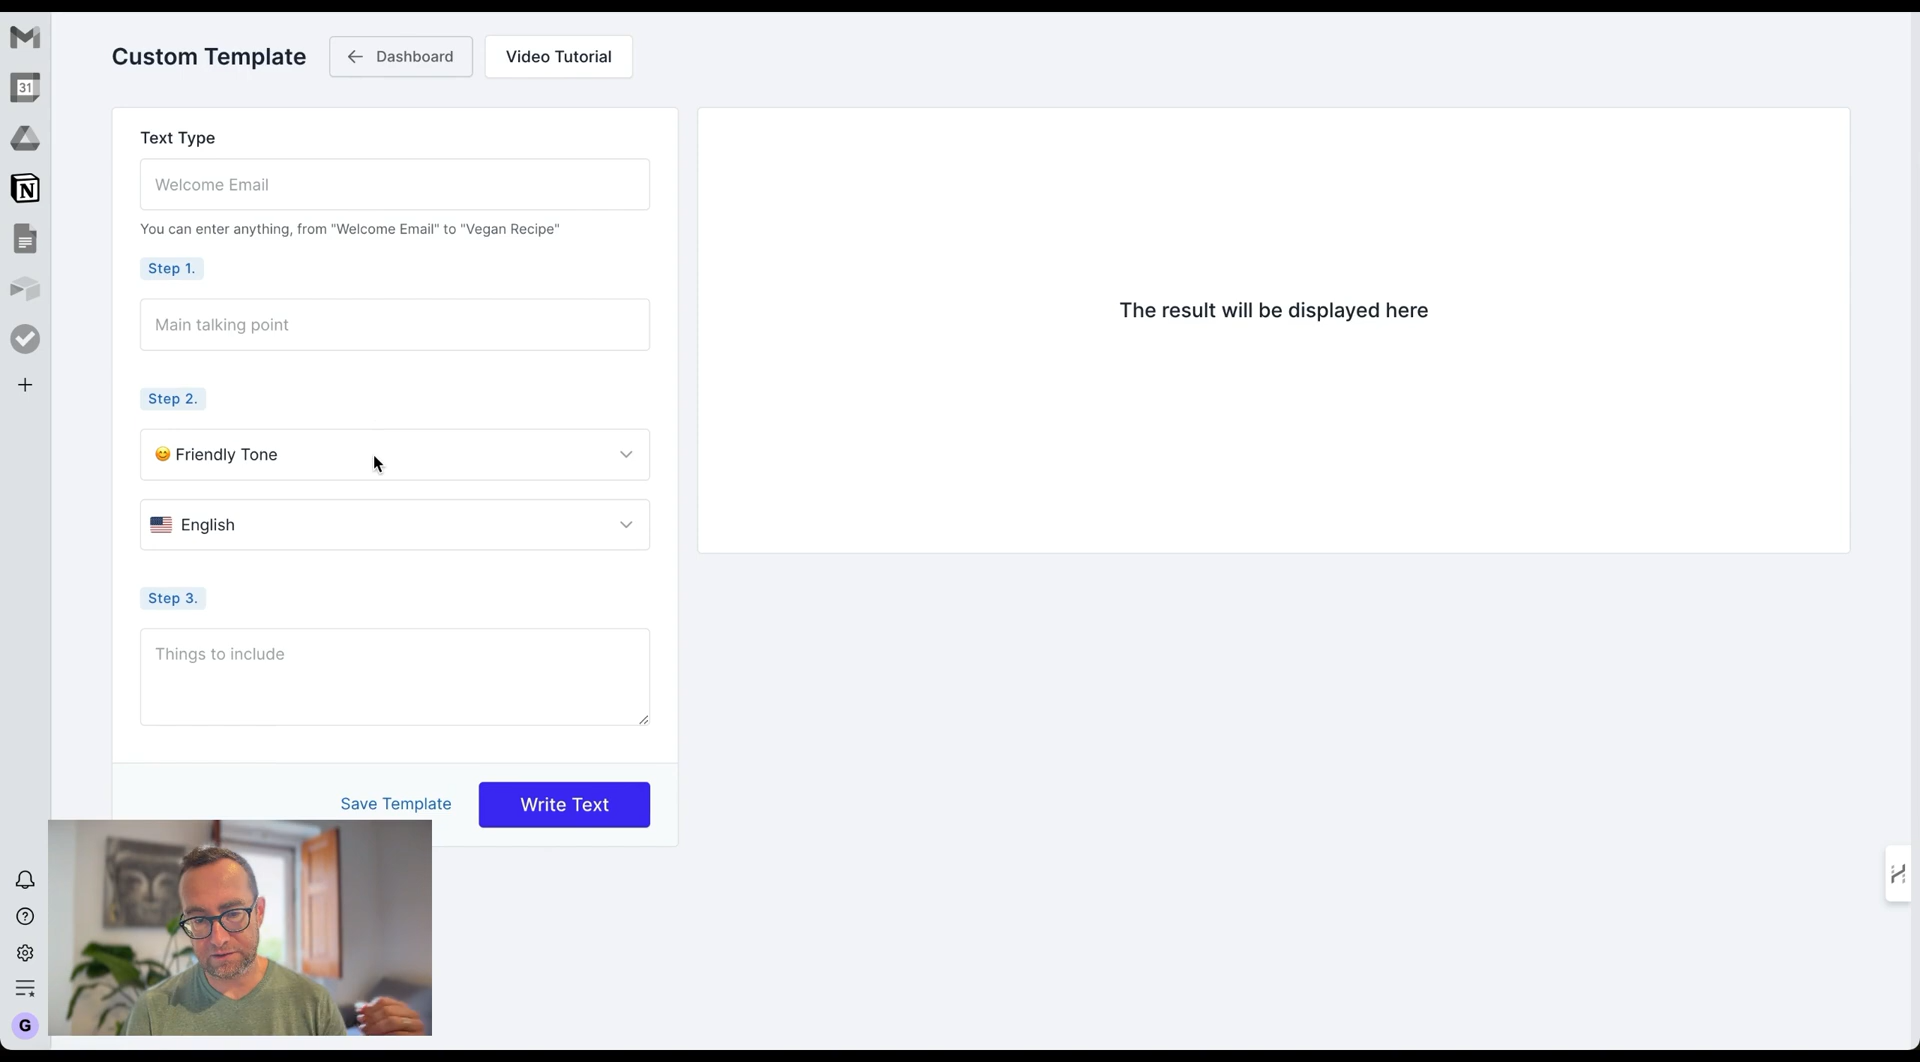 Custom Template
Dashboard
Video Tutorial
31
N
Text Type
Welcome Email
You can enter anything, from "Welcome Email" to "Vegan Recipe"
Step 1.
Main talking point
Step 2.
😊 Friendly Tone
English
Step 3.
Things to include
Save Template
Write Text
The result will be displayed here
G